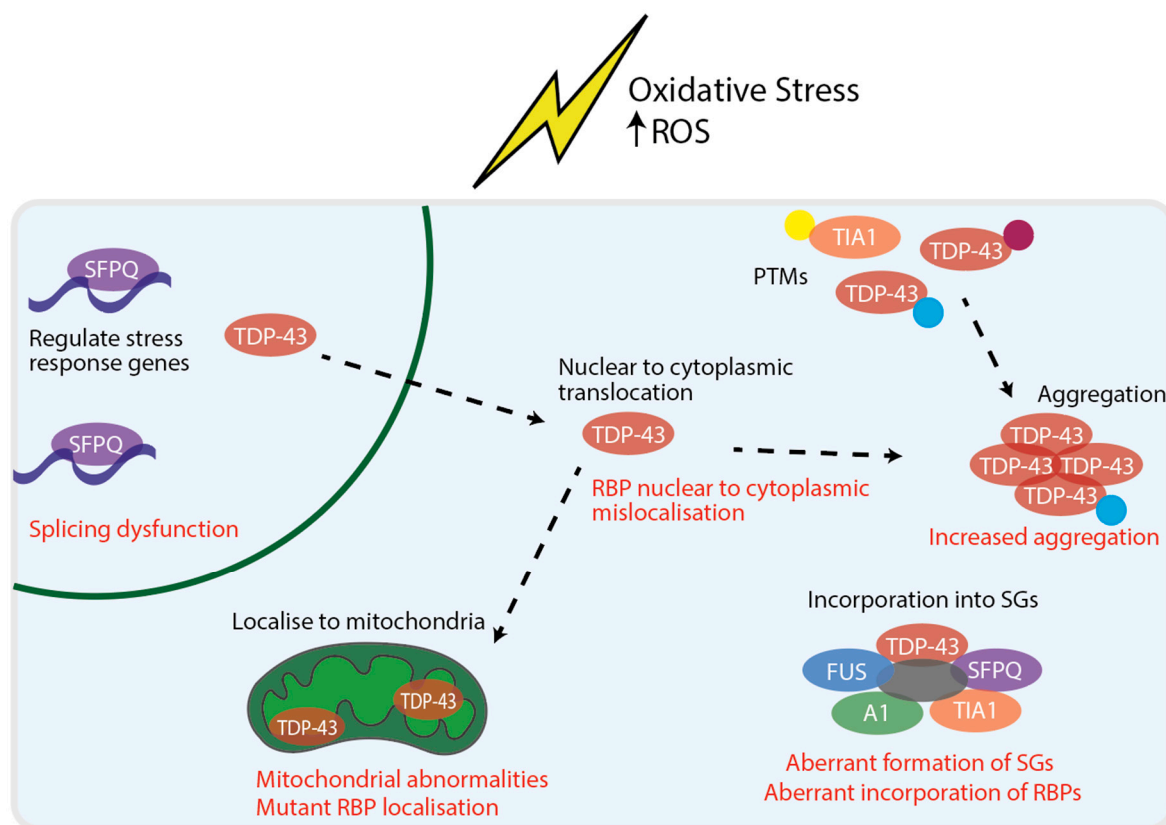 Oxidative Stress
↑ROS
SFPQ
Regulate stress
response genes
TDP-43
SFPQ
Splicing dysfunction
TIA1
TDP-43
PTMs
TDP-43
Nuclear to cytoplasmic
translocation
TDP-43
RBP nuclear to cytoplasmic
mislocalisation
Aggregation
TDP-43
TDP-43 TDP-43
TDP-43
Increased aggregation
Localise to mitochondria
TDP-43
TDP-43
Mitochondrial abnormalities
Mutant RBP localisation
Incorporation into SGs
TDP-43
FUS
SFPQ
A1
TIA1
Aberrant formation of SGs
Aberrant incorporation of RBPs